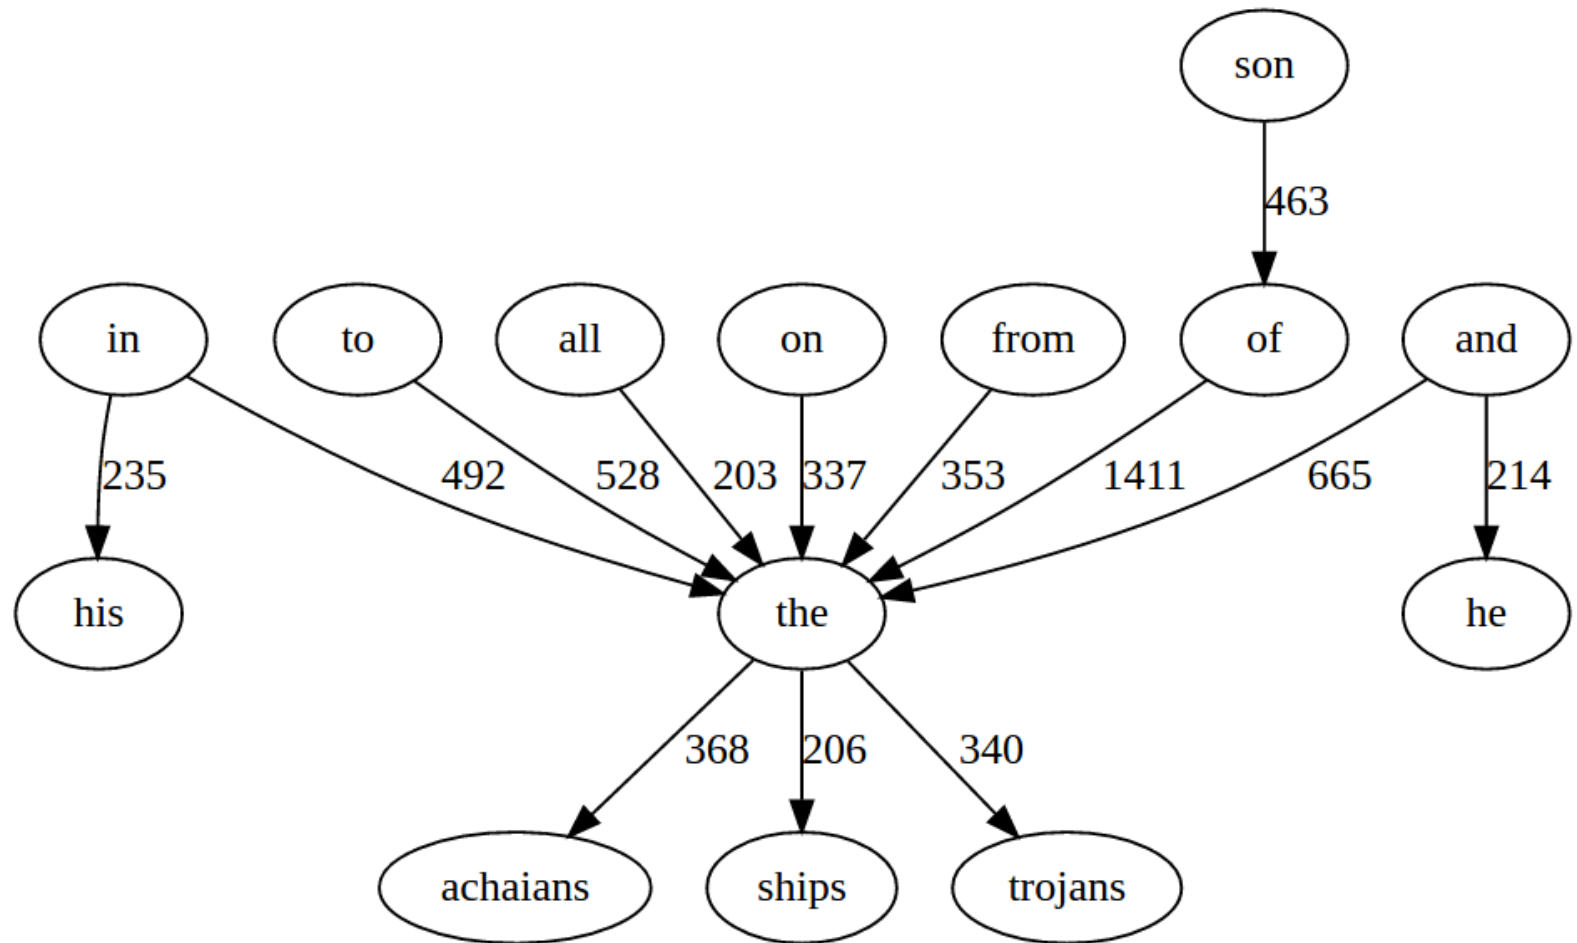 son
463
in to all on from of and
235 492 528 203 337 353 1411 665 214
his the he
368 206 340
achaians ships trojans